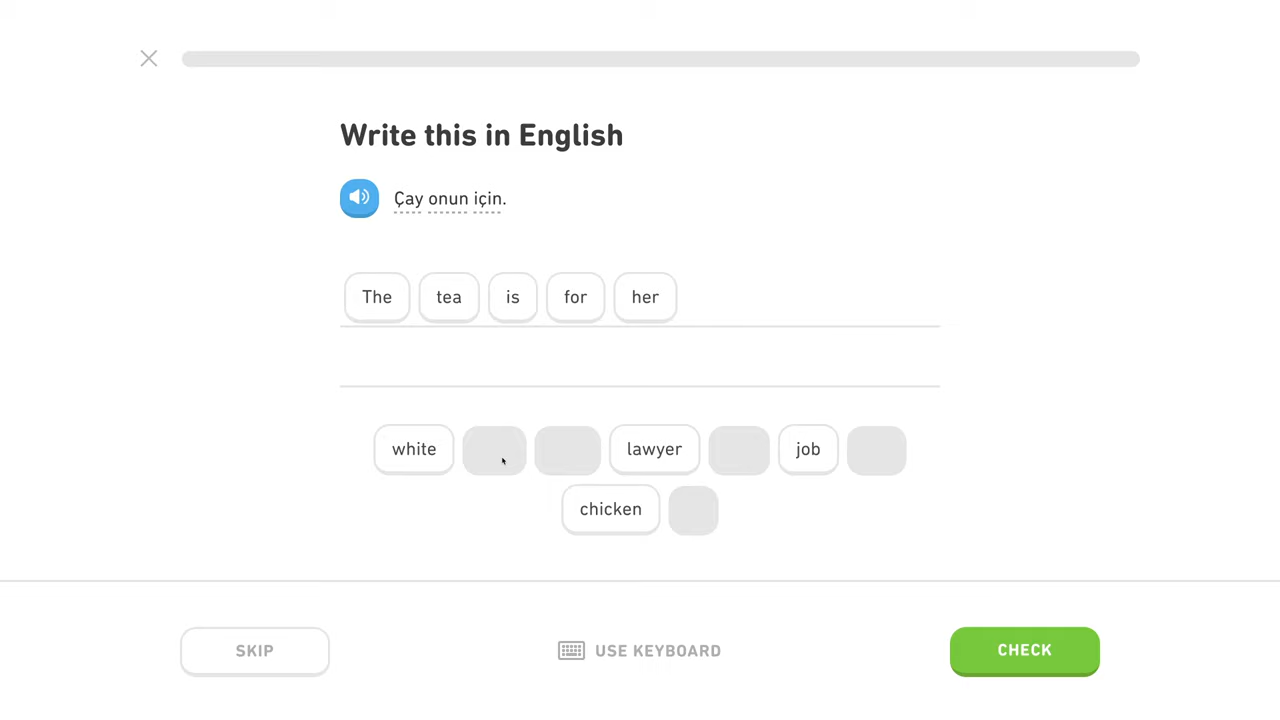 Write this in English
Çay onun için.
The tea is for her
white lawyer job
chicken
SKIP USE KEYBOARD CHECK